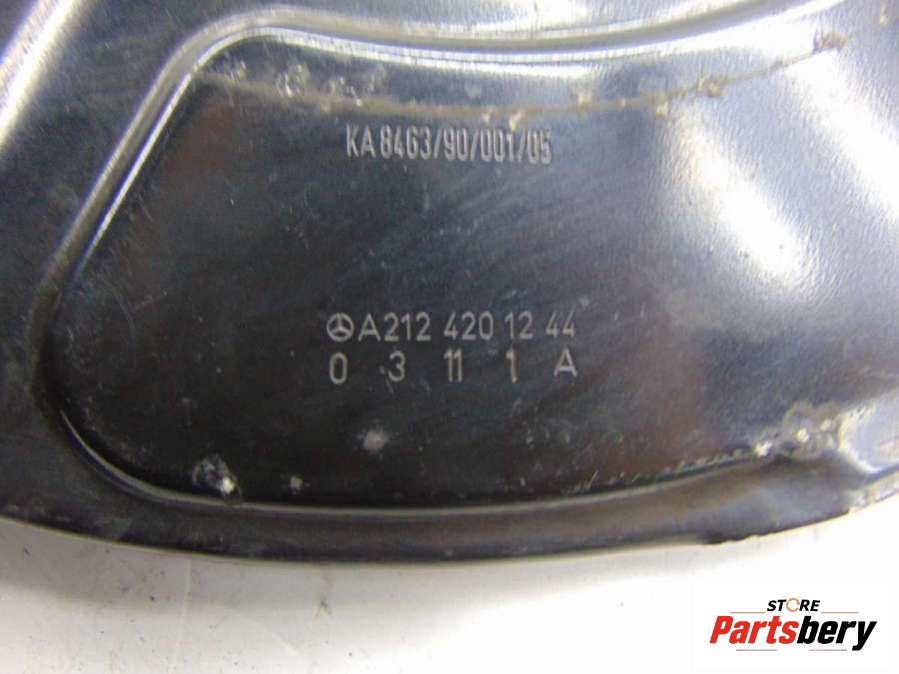 KA 8463/90/001/05
A212 420 12 44
0 3 11 1 A
STORE
Partsbery